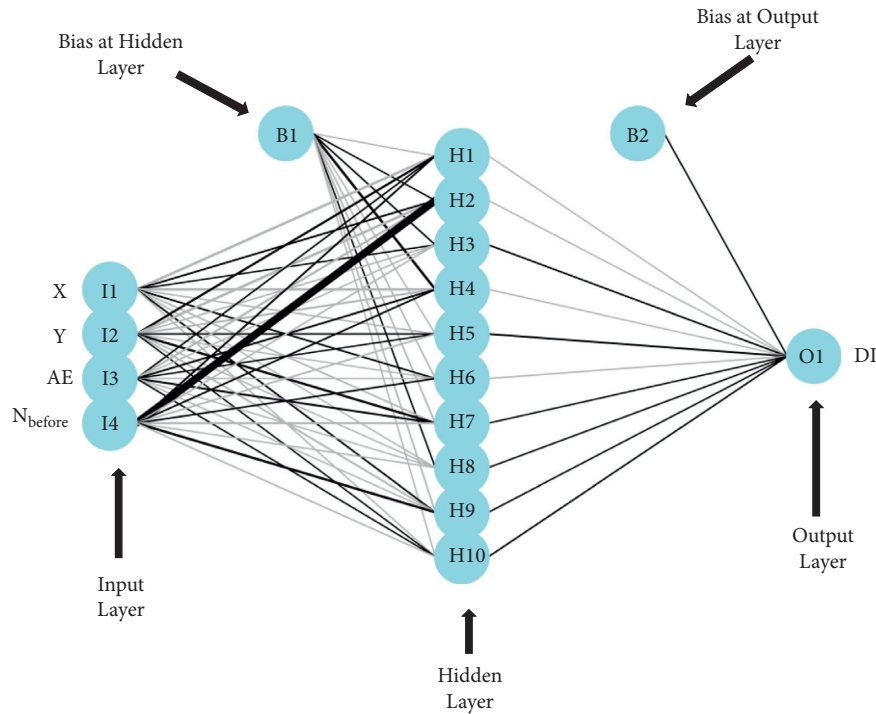 Bias at Hidden
Layer
Bias at Output
Layer
B1
B2
H1
H2
H3
H4
H5
H6
H7
H8
H9
H10
X
I1
Y
I2
AE
I3
N_before
I4
O1
DI
Input
Layer
Hidden
Layer
Output
Layer